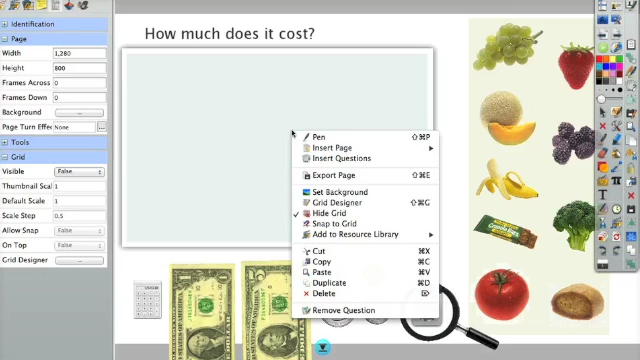 Identification
Page
Width 1,280
Height 800
Frames Across 0
Frames Down 0
Background ...
Page Turn Effec None ...
Tools
Grid
Visible False
Thumbnail Scal 1
Default Scale 1
Scale Step 0.5
Allow Snap False
On Top False
Grid Designer ...
How much does it cost?
Pen ⇧⌘P
Insert Page
Insert Questions
Export Page ⇧⌘E
Set Background
Grid Designer ⇧⌘G
✓ Hide Grid
Snap to Grid
Add to Resource Library
Cut ⌘X
Copy ⌘C
Paste ⌘V
Duplicate ⌘D
Delete ⌦
Remove Question